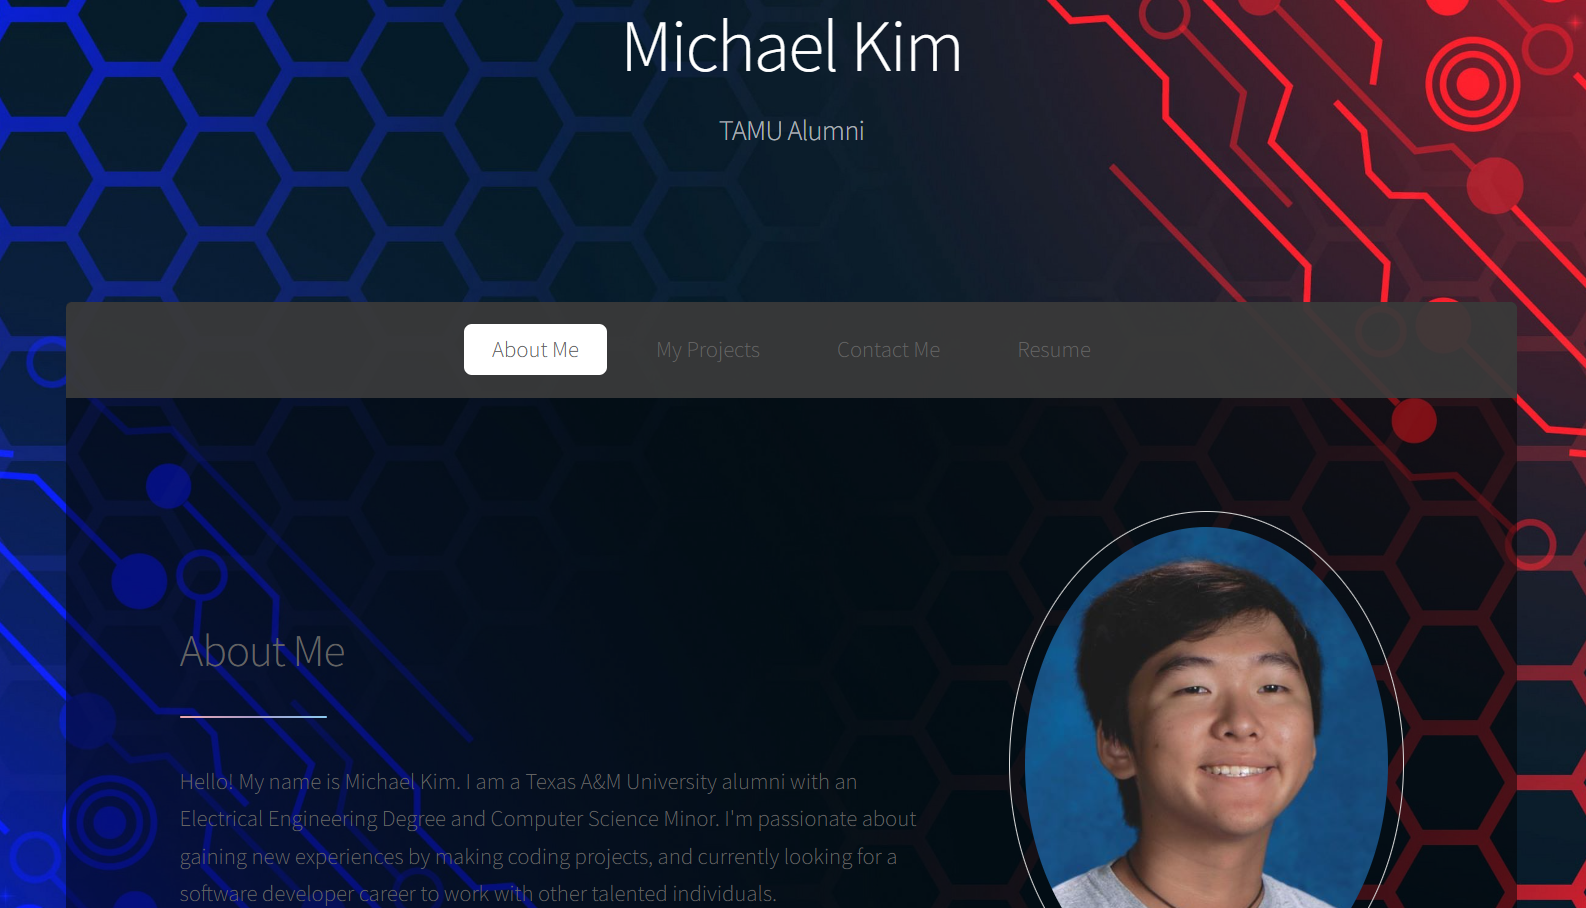 Michael Kim
TAMU Alumni
About Me
My Projects
Contact Me
Resume
About Me
Hello! My name is Michael Kim. I am a Texas A&M University alumni with an
Electrical Engineering Degree and Computer Science Minor. I'm passionate about
gaining new experiences by making coding projects, and currently looking for a
software developer career to work with other talented individuals.